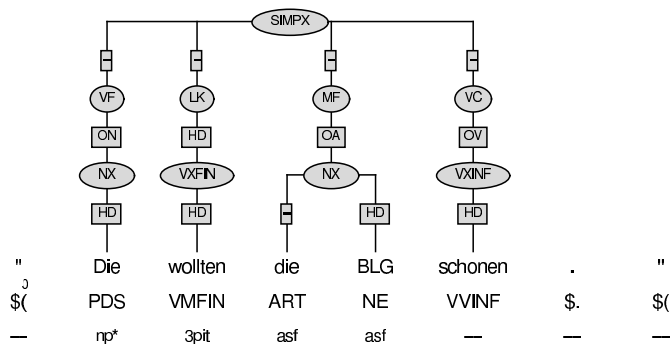 SIMPX
- - - -
VF LK MF VC
ON HD OA OV
NX VXFIN NX VXINF
HD HD - HD HD
" Die wollten die BLG schonen . "
$( PDS VMFIN ART NE VVINF $. $(
-- np* 3pit asf asf -- -- --